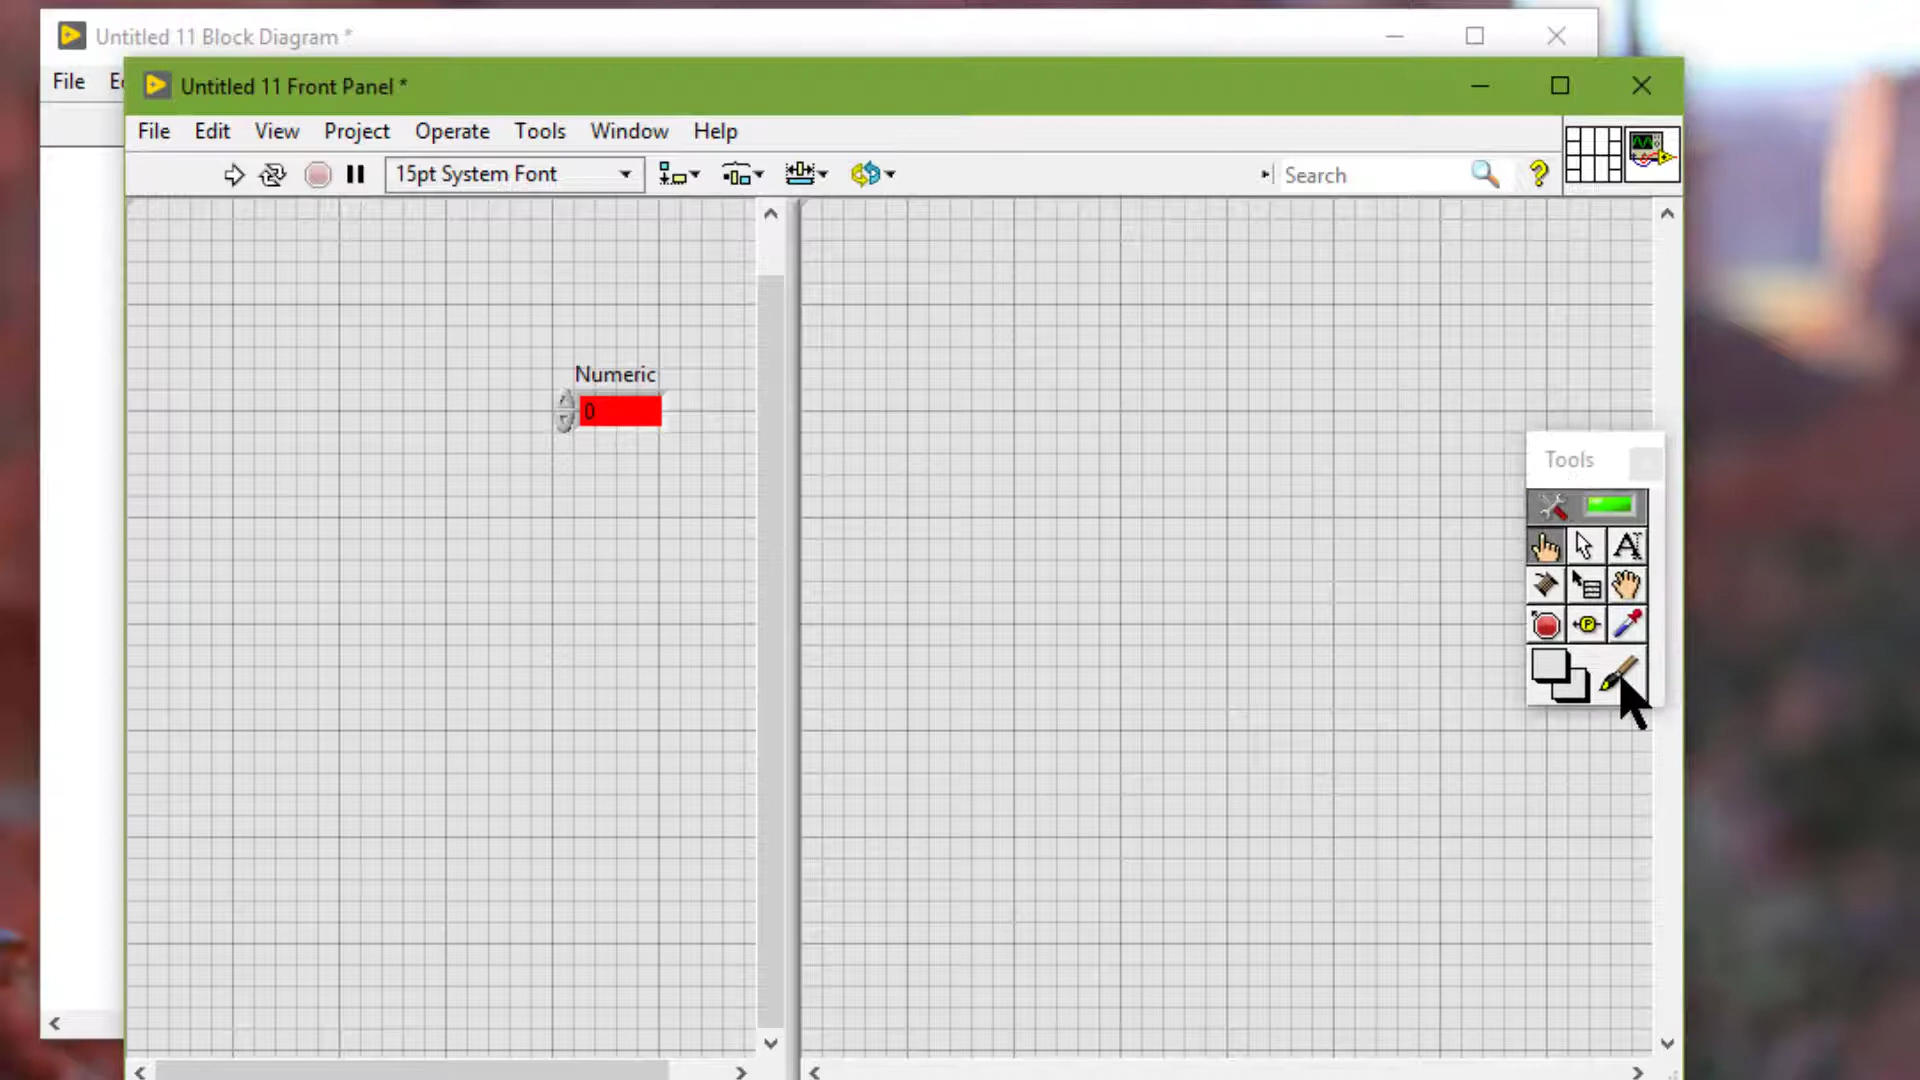 Untitled 11 Block Diagram *
File
Untitled 11 Front Panel *
File Edit View Project Operate Tools Window Help
15pt System Font
Search
?
Numeric
0
Tools
A
P